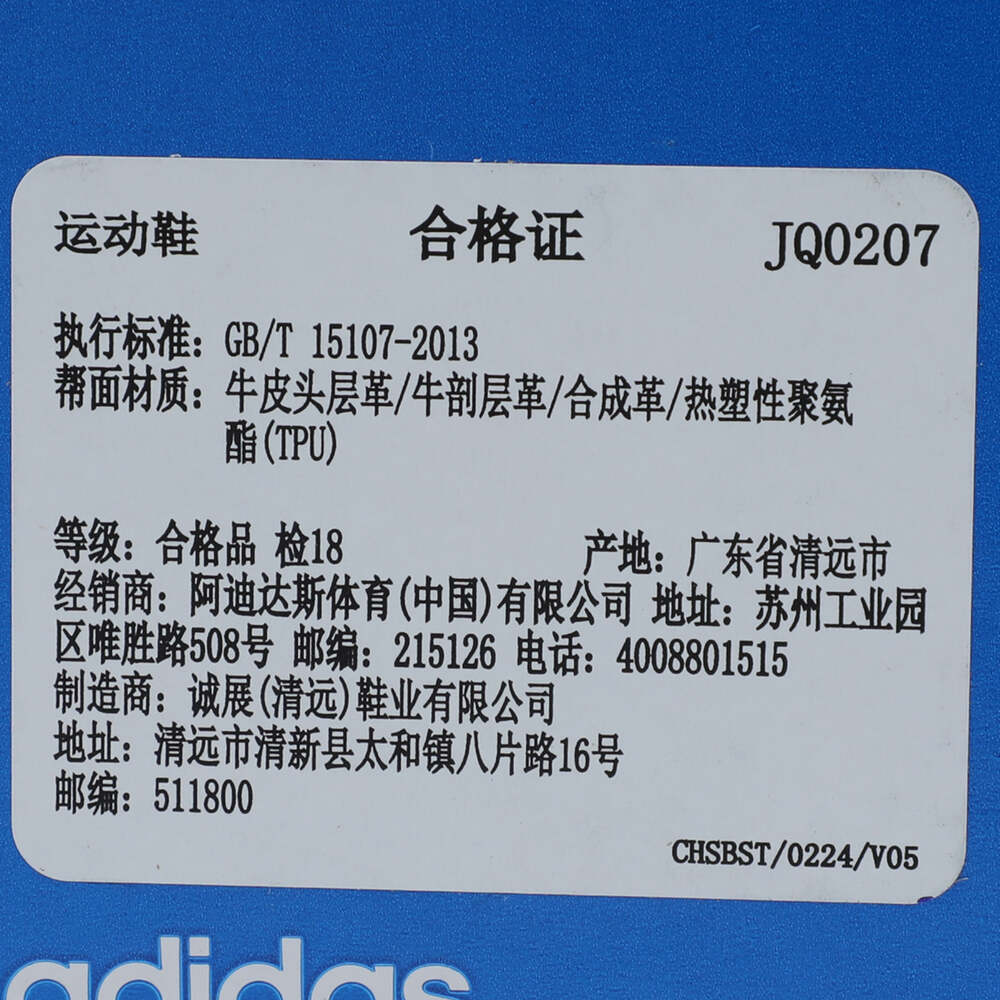 运动鞋 合格证 JQ0207
执行标准：GB/T 15107-2013
帮面材质：牛皮头层革/牛剖层革/合成革/热塑性聚氨
酯(TPU)
等级：合格品 检18 产地：广东省清远市
经销商：阿迪达斯体育(中国)有限公司 地址：苏州工业园
区唯胜路508号 邮编：215126 电话：4008801515
制造商：诚展(清远)鞋业有限公司
地址：清远市清新县太和镇八片路16号
邮编：511800
CHSBST/0224/V05
adidas